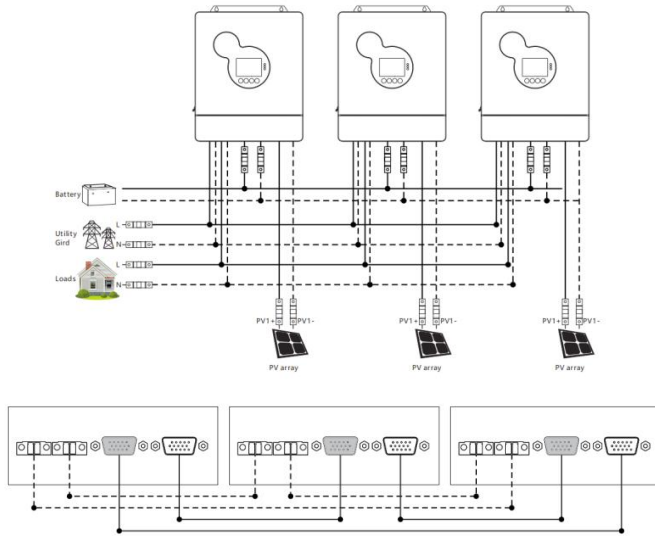 Battery
Utility
Gird
L
N
Loads
L
N
PV1+ PV1-
PV array
PV1+ PV1-
PV array
PV1+ PV1-
PV array